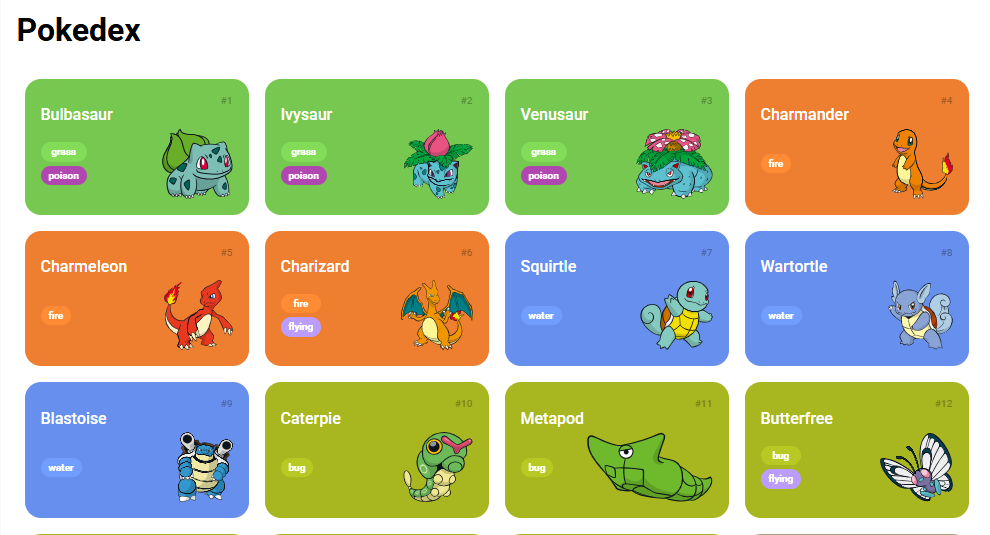 Pokedex
#1
Bulbasaur
grass
poison
#2
Ivysaur
grass
poison
#3
Venusaur
grass
poison
#4
Charmander
fire
#5
Charmeleon
fire
#6
Charizard
fire
flying
#7
Squirtle
water
#8
Wartortle
water
#9
Blastoise
water
#10
Caterpie
bug
#11
Metapod
bug
#12
Butterfree
bug
flying